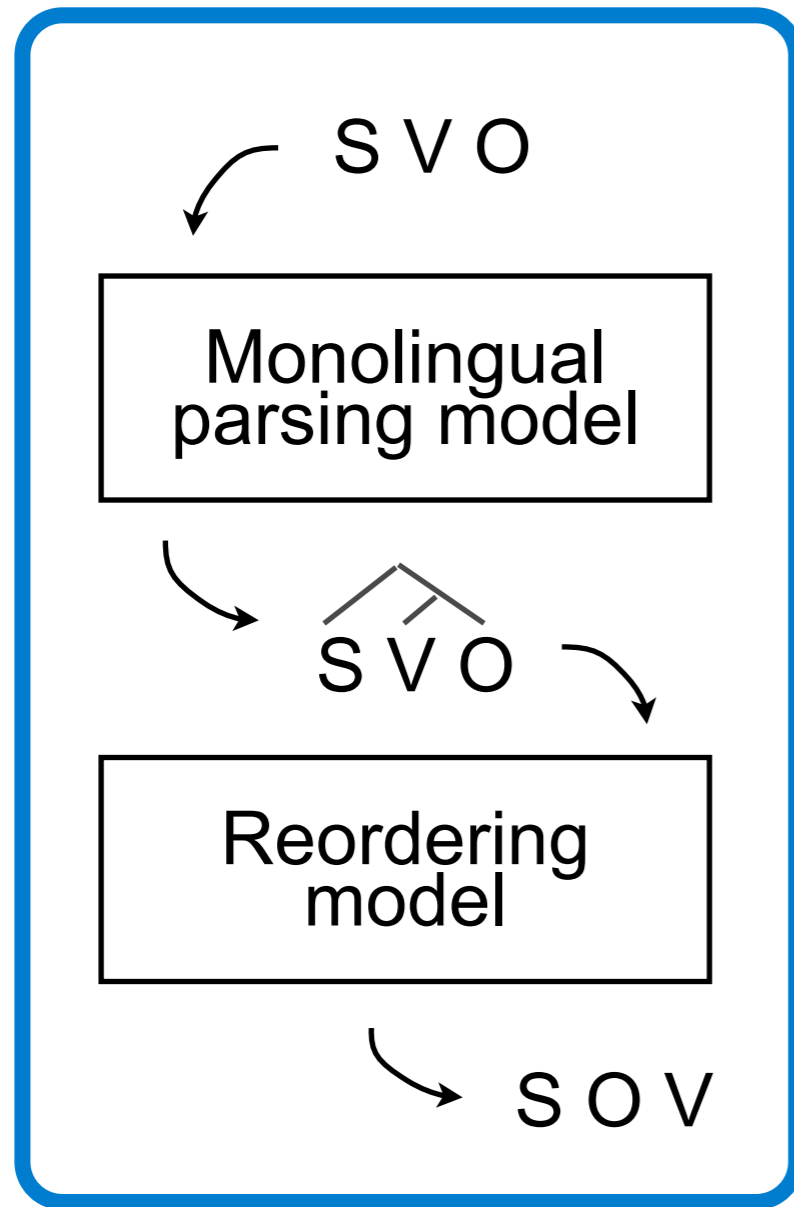 S V O
Monolingual
parsing model
S V O
Reordering
model
S O V